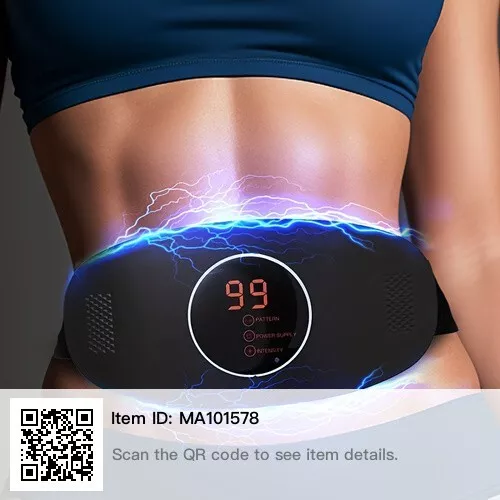 99
PATTERN
POWER SUPPLY
INTENSITY
Item ID: MA101578
Scan the QR code to see item details.